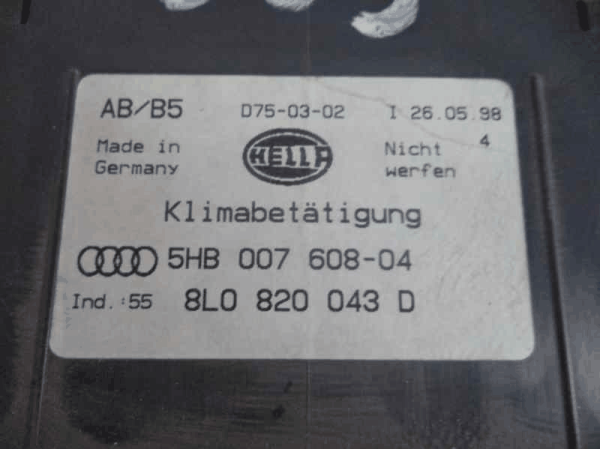 AB/B5 D75-03-02 I 26.05.98
Made in Germany HELLA Nicht werfen 4
Klimabetätigung
5HB 007 608-04
Ind.:55 8L0 820 043 D